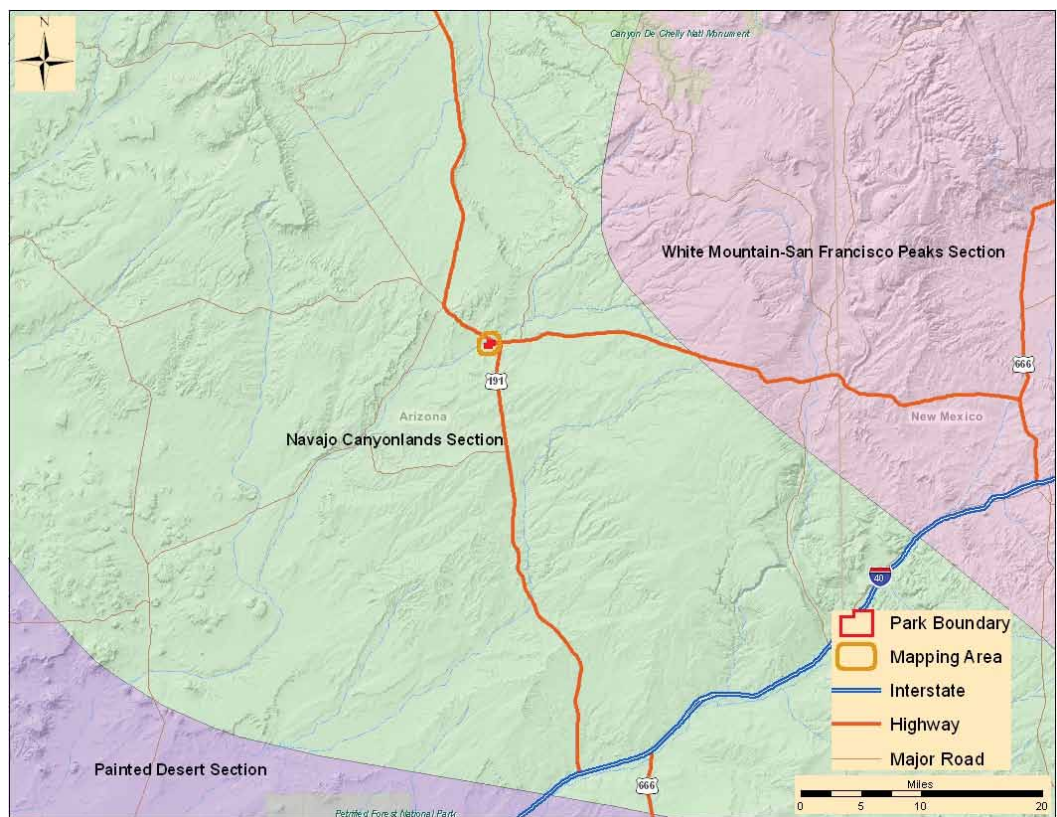 N
Canyon De Chelly Natl Monument
White Mountain-San Francisco Peaks Section
666
191
Arizona
New Mexico
Navajo Canyonlands Section
40
Park Boundary
Mapping Area
Interstate
Highway
Major Road
Painted Desert Section
666
Miles
0 5 10 20
Petrified Forest National Park